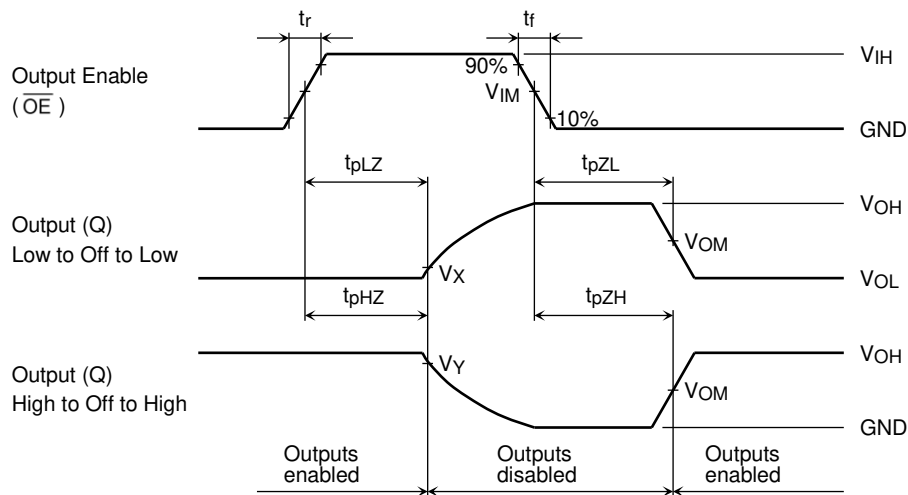 tr
tf
Output Enable
( OE )
90%
VIM
10%
VIH
GND
tpLZ
tpZL
Output (Q)
Low to Off to Low
VX
VOM
VOH
VOL
tpHZ
tpZH
Output (Q)
High to Off to High
VY
VOM
VOH
GND
Outputs
enabled
Outputs
disabled
Outputs
enabled